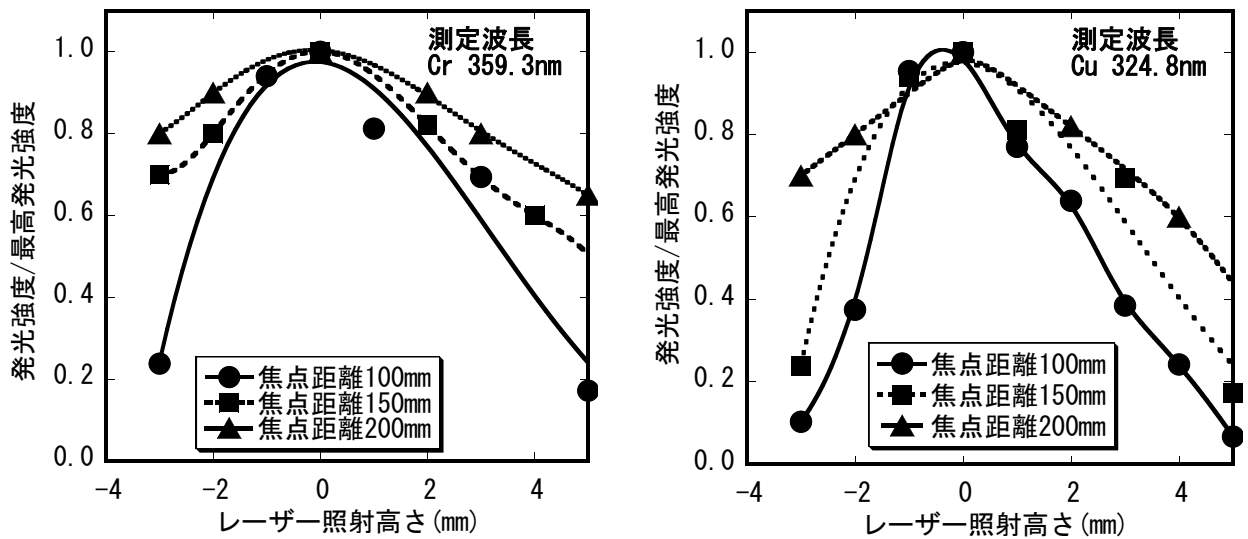 発光強度/最高発光強度
1.0
0.8
0.6
0.4
0.2
0.0
測定波長
Cr 359.3nm
焦点距離100mm
焦点距離150mm
焦点距離200mm
-4
-2
0
2
4
レーザー照射高さ(mm)
発光強度/最高発光強度
1.0
0.8
0.6
0.4
0.2
0.0
測定波長
Cu 324.8nm
焦点距離100mm
焦点距離150mm
焦点距離200mm
-4
-2
0
2
4
レーザー照射高さ(mm)